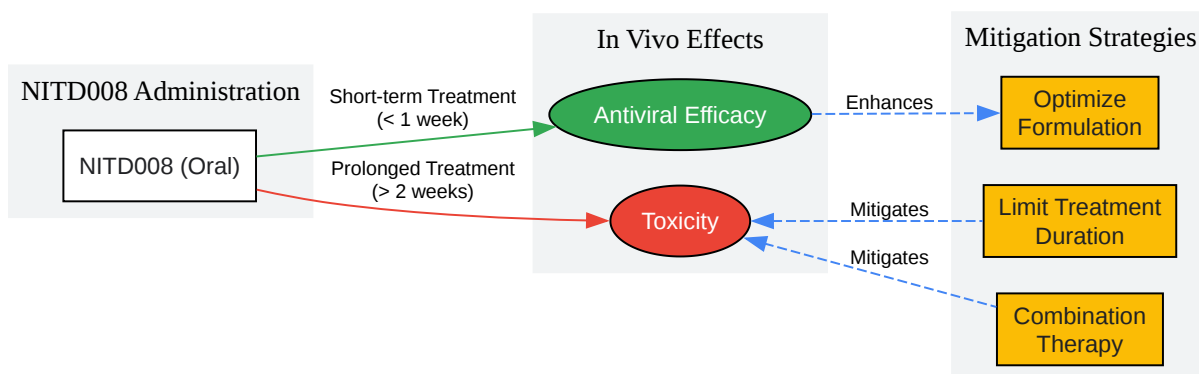 NITD008 Administration
NITD008 (Oral)
Short-term Treatment
(< 1 week)
Prolonged Treatment
(> 2 weeks)
In Vivo Effects
Antiviral Efficacy
Toxicity
Enhances
Mitigates
Mitigates
Mitigation Strategies
Optimize
Formulation
Limit Treatment
Duration
Combination
Therapy